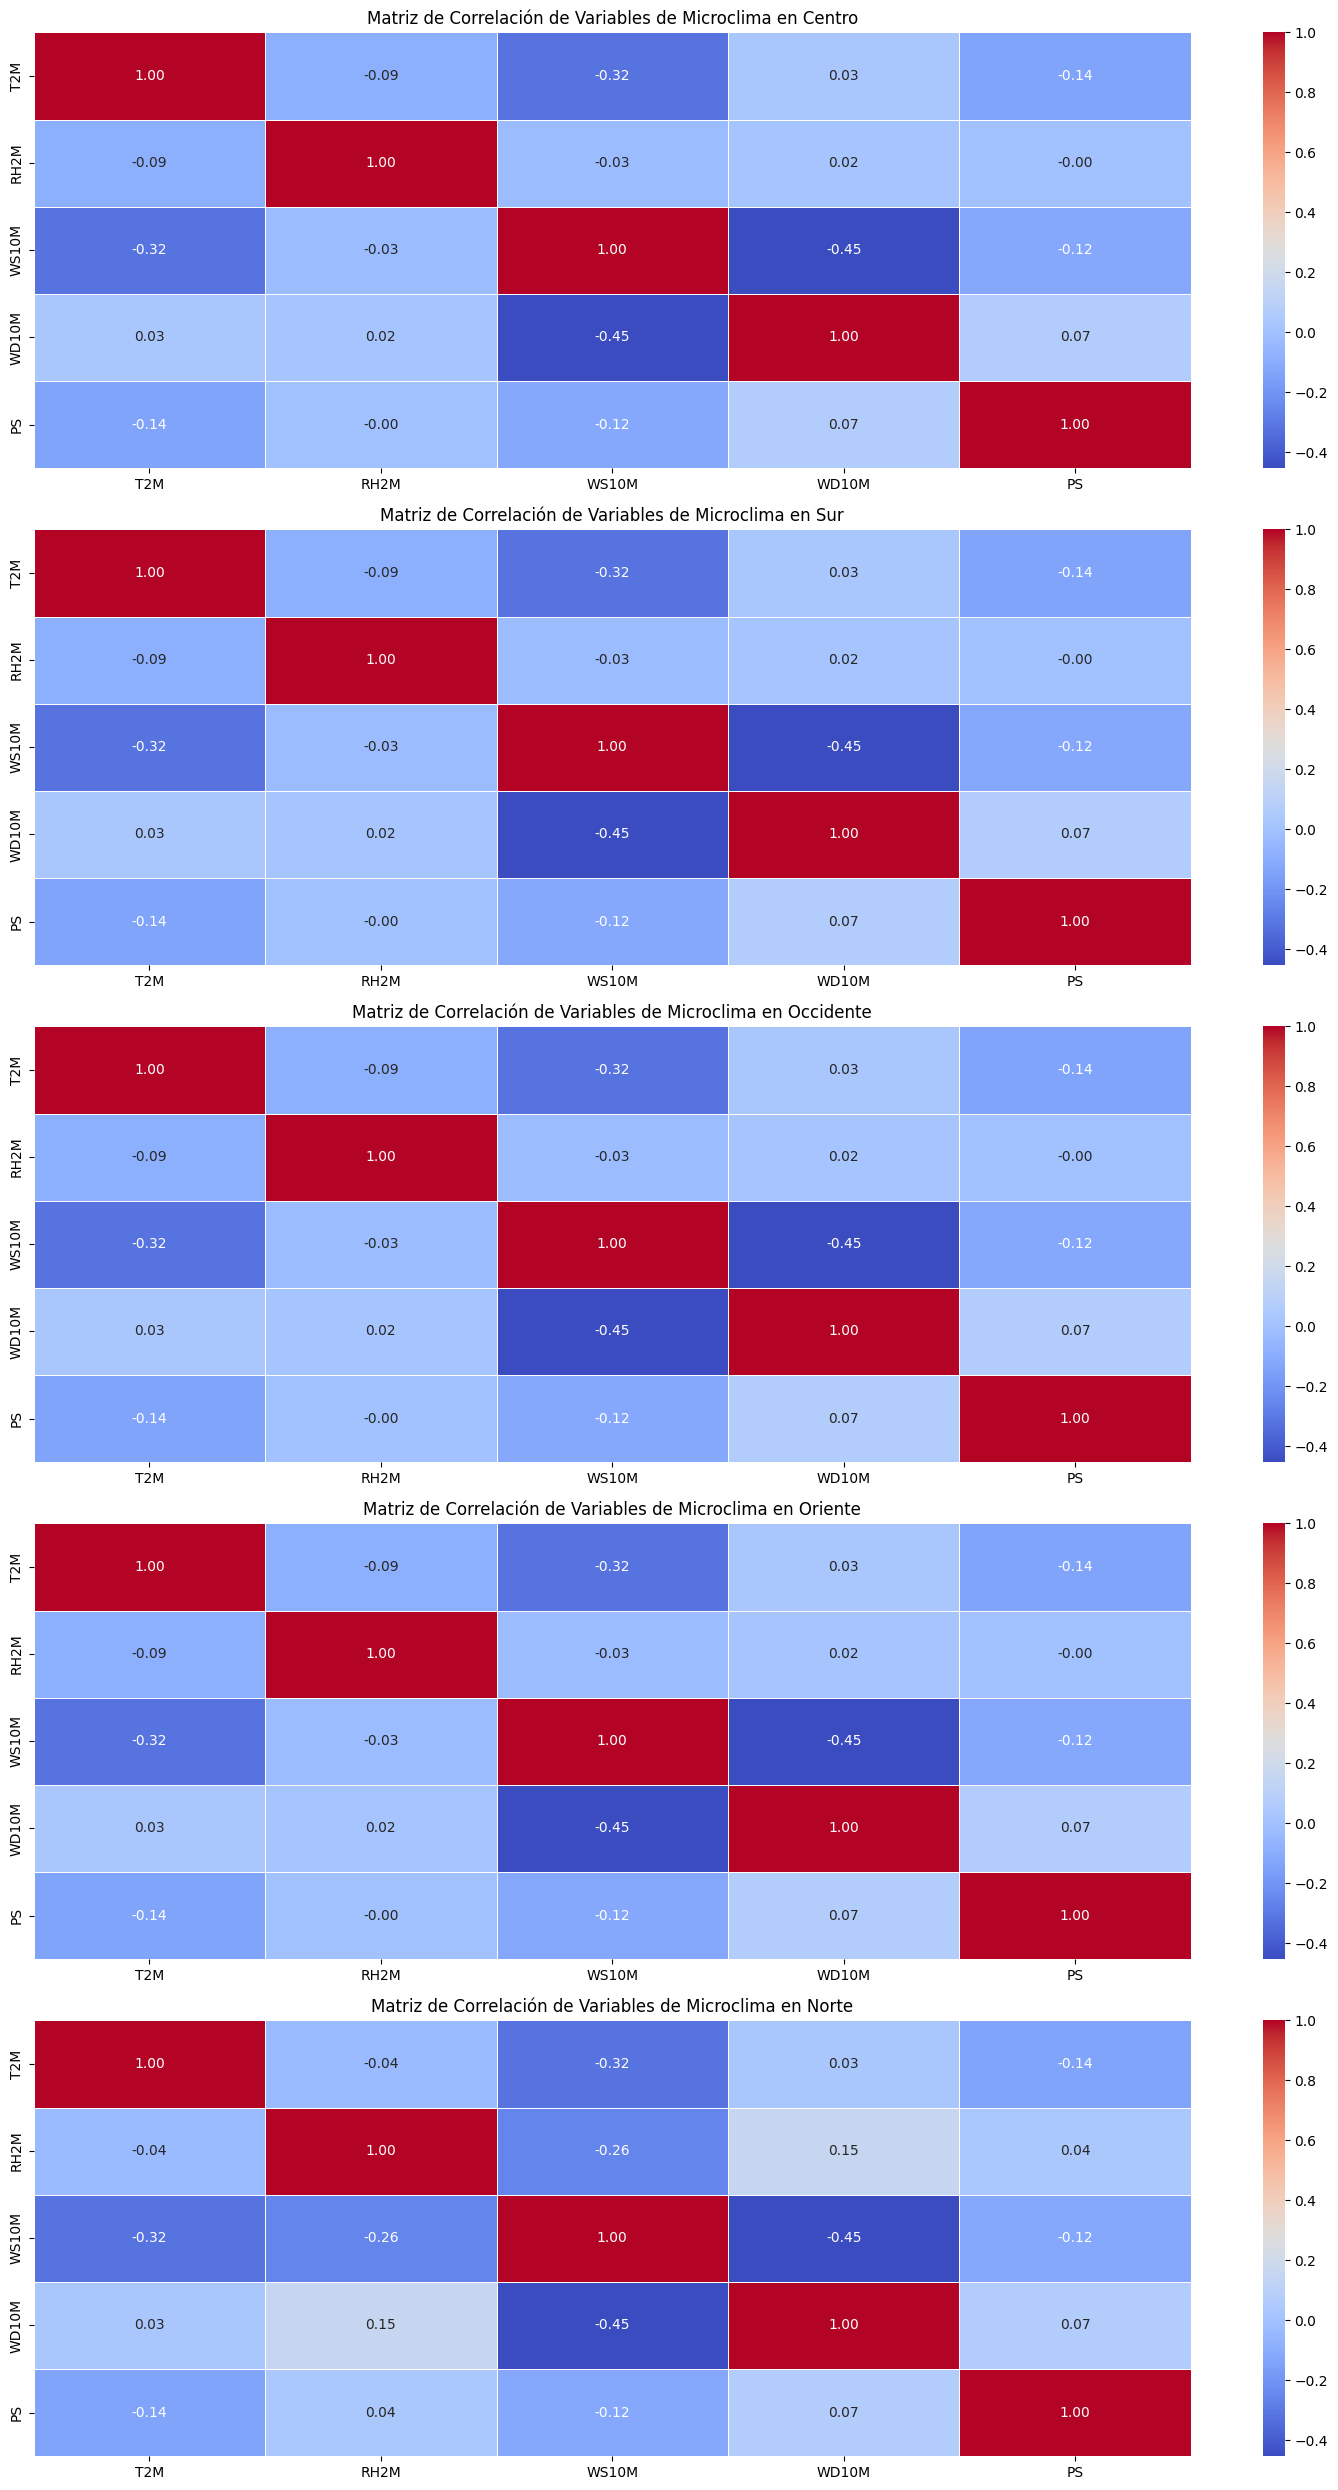 Matriz de Correlación de Variables de Microclima en Centro
T2M 1.00 -0.09 -0.32 0.03 -0.14
RH2M -0.09 1.00 -0.03 0.02 -0.00
WS10M -0.32 -0.03 1.00 -0.45 -0.12
WD10M 0.03 0.02 -0.45 1.00 0.07
PS -0.14 -0.00 -0.12 0.07 1.00
T2M RH2M WS10M WD10M PS
1.0
0.8
0.6
0.4
0.2
0.0
−0.2
−0.4
Matriz de Correlación de Variables de Microclima en Sur
T2M 1.00 -0.09 -0.32 0.03 -0.14
RH2M -0.09 1.00 -0.03 0.02 -0.00
WS10M -0.32 -0.03 1.00 -0.45 -0.12
WD10M 0.03 0.02 -0.45 1.00 0.07
PS -0.14 -0.00 -0.12 0.07 1.00
T2M RH2M WS10M WD10M PS
1.0
0.8
0.6
0.4
0.2
0.0
−0.2
−0.4
Matriz de Correlación de Variables de Microclima en Occidente
T2M 1.00 -0.09 -0.32 0.03 -0.14
RH2M -0.09 1.00 -0.03 0.02 -0.00
WS10M -0.32 -0.03 1.00 -0.45 -0.12
WD10M 0.03 0.02 -0.45 1.00 0.07
PS -0.14 -0.00 -0.12 0.07 1.00
T2M RH2M WS10M WD10M PS
1.0
0.8
0.6
0.4
0.2
0.0
−0.2
−0.4
Matriz de Correlación de Variables de Microclima en Oriente
T2M 1.00 -0.09 -0.32 0.03 -0.14
RH2M -0.09 1.00 -0.03 0.02 -0.00
WS10M -0.32 -0.03 1.00 -0.45 -0.12
WD10M 0.03 0.02 -0.45 1.00 0.07
PS -0.14 -0.00 -0.12 0.07 1.00
T2M RH2M WS10M WD10M PS
1.0
0.8
0.6
0.4
0.2
0.0
−0.2
−0.4
Matriz de Correlación de Variables de Microclima en Norte
T2M 1.00 -0.04 -0.32 0.03 -0.14
RH2M -0.04 1.00 -0.26 0.15 0.04
WS10M -0.32 -0.26 1.00 -0.45 -0.12
WD10M 0.03 0.15 -0.45 1.00 0.07
PS -0.14 0.04 -0.12 0.07 1.00
T2M RH2M WS10M WD10M PS
1.0
0.8
0.6
0.4
0.2
0.0
−0.2
−0.4